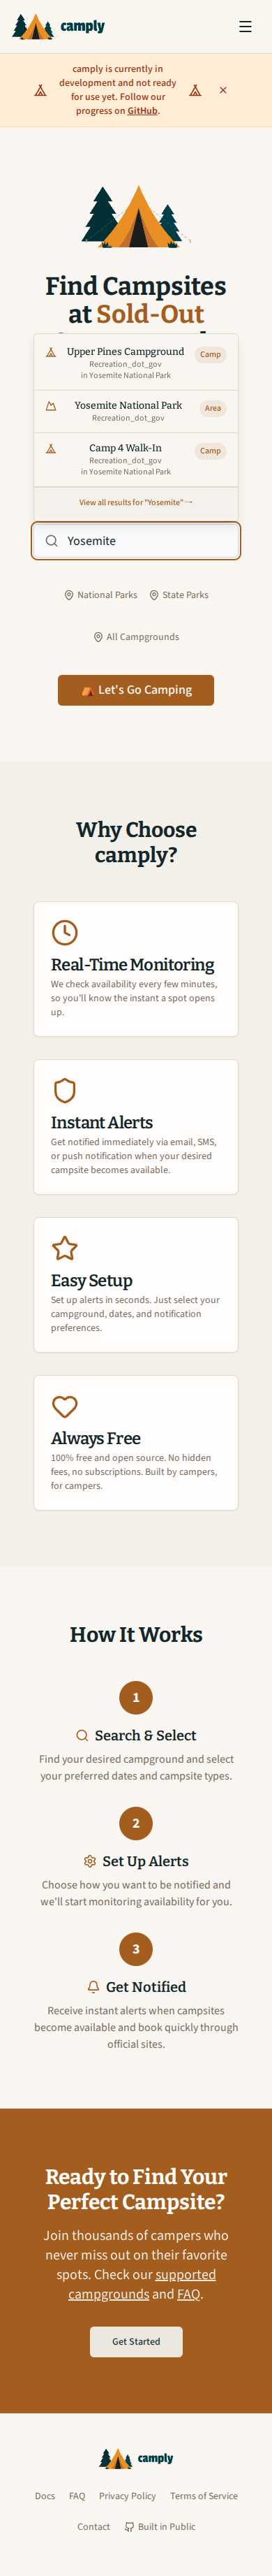 camply
camply is currently in
development and not ready
for use yet. Follow our
progress on GitHub.
Find Campsites
at Sold-Out
Upper Pines Campground
Camp
Recreation_dot_gov
in Yosemite National Park
Yosemite National Park
Area
Recreation_dot_gov
Camp 4 Walk-In
Camp
Recreation_dot_gov
in Yosemite National Park
View all results for "Yosemite" →
Yosemite
National Parks
State Parks
All Campgrounds
Let's Go Camping
Why Choose
camply?
Real-Time Monitoring
We check availability every few minutes,
so you'll know the instant a spot opens
up.
Instant Alerts
Get notified immediately via email, SMS,
or push notification when your desired
campsite becomes available.
Easy Setup
Set up alerts in seconds. Just select your
campground, dates, and notification
preferences.
Always Free
100% free and open source. No hidden
fees, no subscriptions. Built by campers,
for campers.
How It Works
1
Search & Select
Find your desired campground and select
your preferred dates and campsite types.
2
Set Up Alerts
Choose how you want to be notified and
we'll start monitoring availability for you.
3
Get Notified
Receive instant alerts when campsites
become available and book quickly through
official sites.
Ready to Find Your
Perfect Campsite?
Join thousands of campers who
never miss out on their favorite
spots. Check our supported
campgrounds and FAQ.
Get Started
camply
Docs
FAQ
Privacy Policy
Terms of Service
Contact
Built in Public